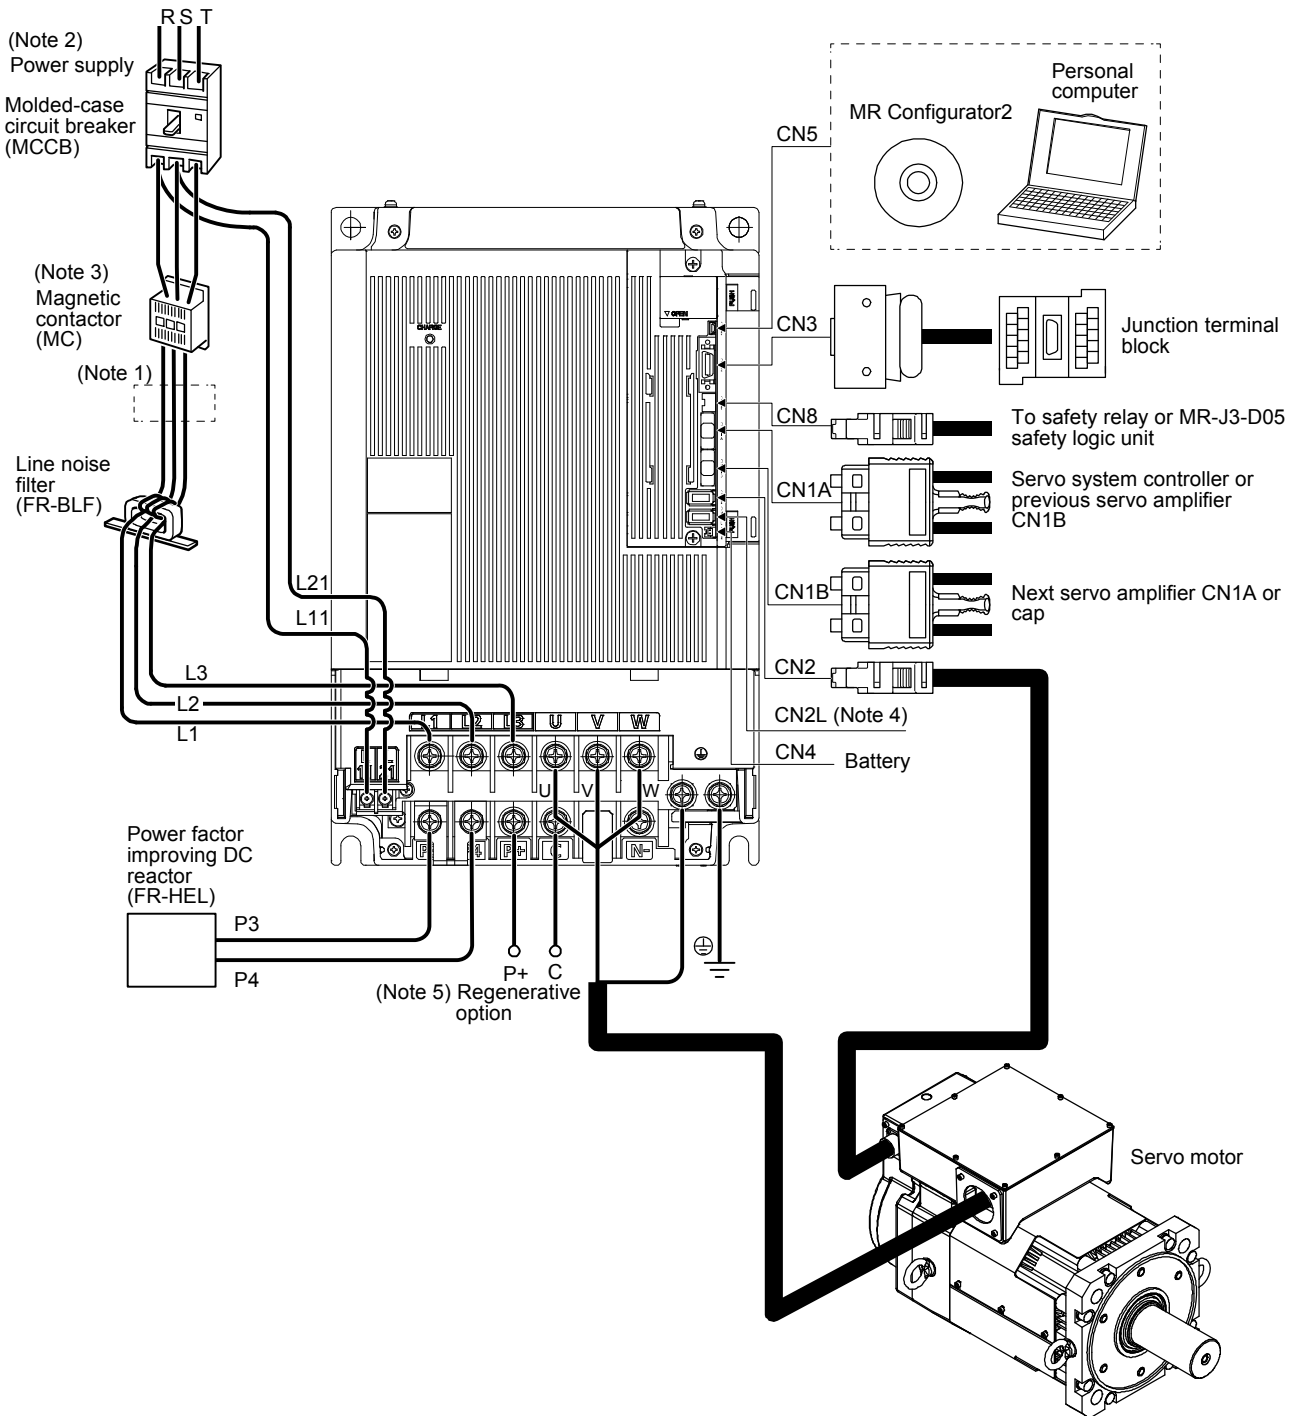 R S T
(Note 2)
Power supply
Molded-case
circuit breaker
(MCCB)
(Note 3)
Magnetic
contactor
(MC)
(Note 1)
Line noise
filter
(FR-BLF)
L21
L11
L3
L2
L1
Power factor
improving DC
reactor
(FR-HEL)
P3
P4
CHARGE
OPEN
PUSH
PUSH
L1 L2 L3 U V W
U V W
P+ C N-
P+ C
(Note 5) Regenerative
option
CN5
MR Configurator2
Personal
computer
CN3
Junction terminal
block
CN8
To safety relay or MR-J3-D05
safety logic unit
CN1A
Servo system controller or
previous servo amplifier
CN1B
CN1B
Next servo amplifier CN1A or
cap
CN2
CN2L (Note 4)
CN4
Battery
Servo motor